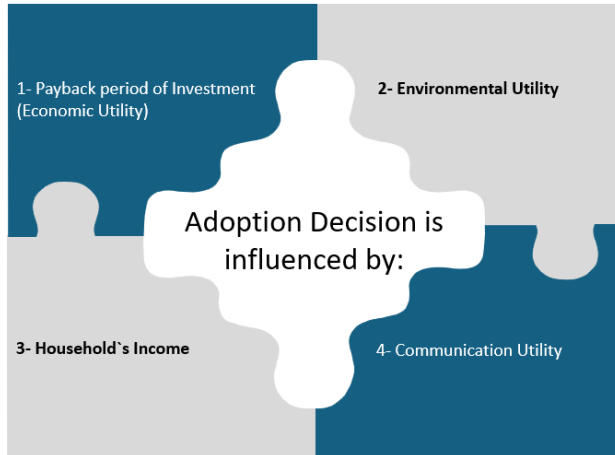 1- Payback period of Investment
(Economic Utility)
2- Environmental Utility
Adoption Decision is
influenced by:
3- Household`s Income
4- Communication Utility